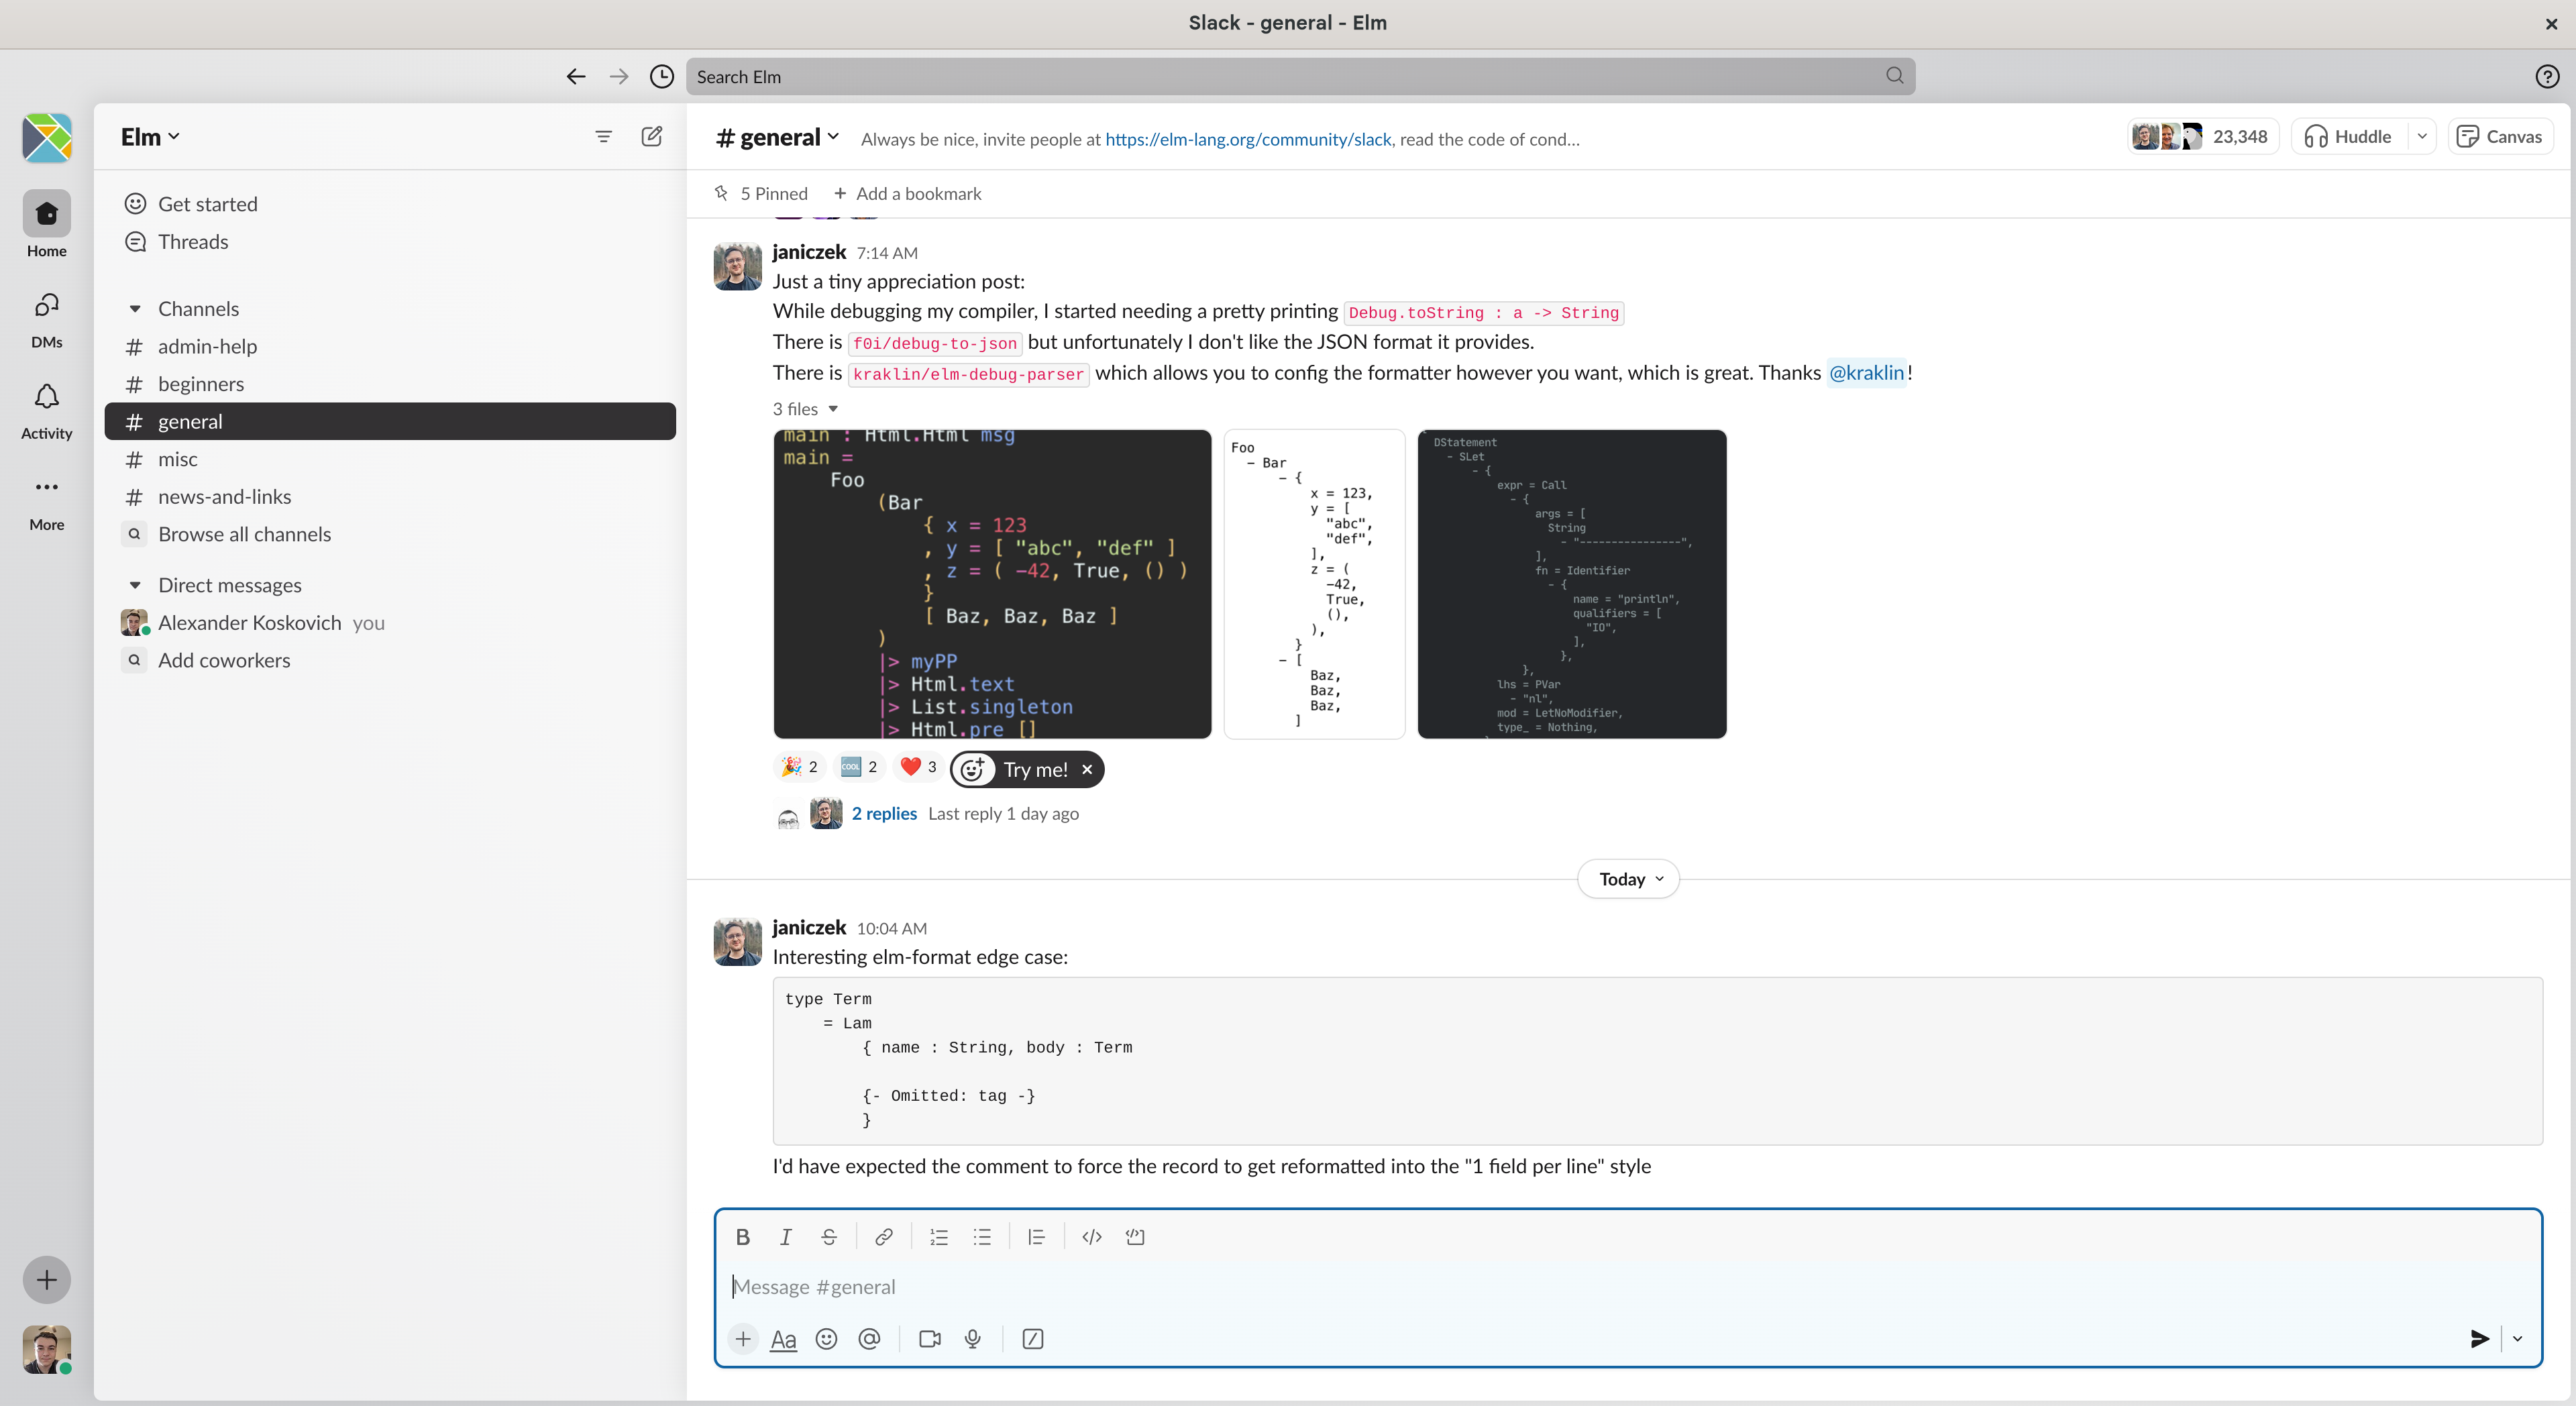 Slack - general - Elm
Search Elm
Elm
Get started
Threads
Channels
# admin-help
# beginners
# general
# misc
# news-and-links
Browse all channels
Direct messages
Alexander Koskovich you
Add coworkers
Home
DMs
Activity
More
# general
Always be nice, invite people at https://elm-lang.org/community/slack, read the code of cond...
23,348
Huddle
Canvas
5 Pinned
+ Add a bookmark
janiczek 7:14 AM
Just a tiny appreciation post:
While debugging my compiler, I started needing a pretty printing Debug.toString : a -> String
There is f0i/debug-to-json but unfortunately I don't like the JSON format it provides.
There is kraklin/elm-debug-parser which allows you to config the formatter however you want, which is great. Thanks @kraklin!
3 files
main : Html.Html msg
main =
Foo
(Bar
{ x = 123
, y = [ "abc", "def" ]
, z = ( -42, True, () )
}
[ Baz, Baz, Baz ]
)
|> myPP
|> Html.text
|> List.singleton
|> Html.pre []
Foo
- Bar
- {
x = 123,
y = [
"abc",
"def",
],
z = (
-42,
True,
(),
),
}
- [
Baz,
Baz,
Baz,
]
DStatement
- SLet
- {
expr = Call
- {
args = [
String
- "----------------",
],
fn = Identifier
- {
name = "println",
qualifiers = [
"IO",
],
},
},
lhs = PVar
- "nl",
mod = LetNoModifier,
type_ = Nothing,
🎉 2
COOL 2
❤️ 3
Try me!
2 replies Last reply 1 day ago
Today
janiczek 10:04 AM
Interesting elm-format edge case:
type Term
= Lam
{ name : String, body : Term
{- Omitted: tag -}
}
I'd have expected the comment to force the record to get reformatted into the "1 field per line" style
B I S
Message #general
Aa